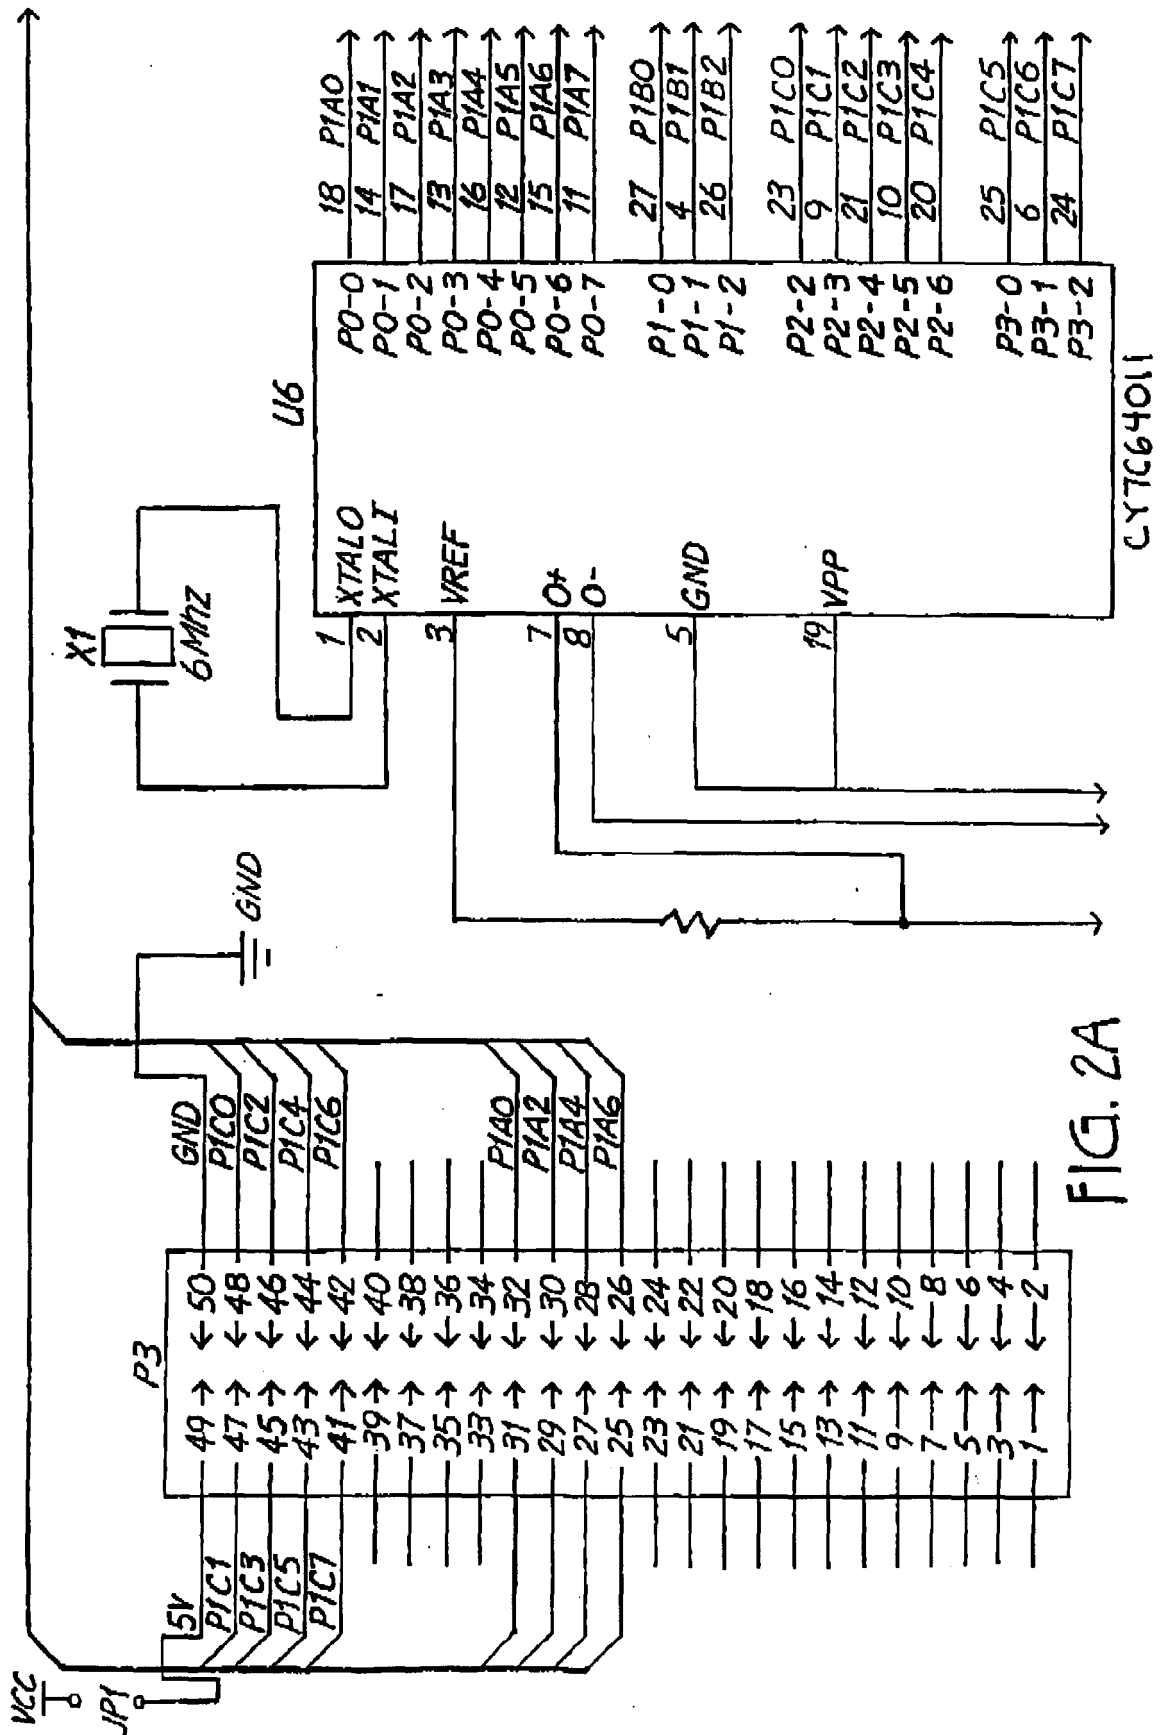 VCC
JP1
5V
P1C1
P1C3
P1C5
P1C7
P3
49 50
47 48
45 46
43 44
41 42
39 40
37 38
35 36
33 34
31 32
29 30
27 28
25 26
23 24
21 22
19 20
17 18
15 16
13 14
11 12
9 10
7 8
5 6
3 4
1 2
GND
P1C0
P1C2
P1C4
P1C6
P1A0
P1A2
P1A4
P1A6
GND
X1
6Mhz
U6
1 XTALO
2 XTALI
3 VREF
7 O+
8 O-
5 GND
19 VPP
P0-0 18 P1A0
P0-1 14 P1A1
P0-2 17 P1A2
P0-3 13 P1A3
P0-4 16 P1A4
P0-5 12 P1A5
P0-6 15 P1A6
P0-7 11 P1A7
P1-0 27 P1B0
P1-1 4 P1B1
P1-2 26 P1B2
P2-2 23 P1C0
P2-3 9 P1C1
P2-4 21 P1C2
P2-5 10 P1C3
P2-6 20 P1C4
P3-0 25 P1C5
P3-1 6 P1C6
P3-2 24 P1C7
CY7C64011
FIG. 2A